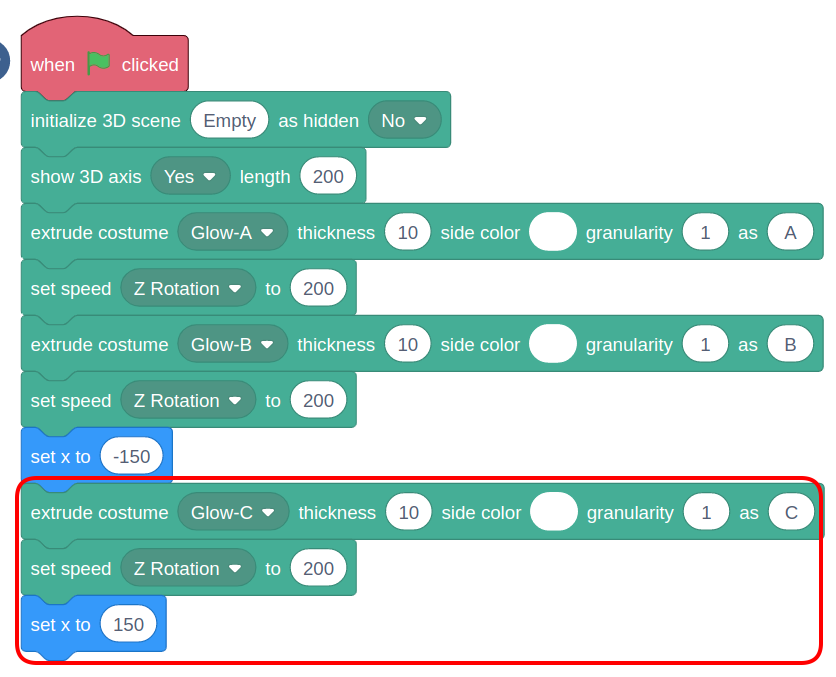 when clicked
initialize 3D scene Empty as hidden No
show 3D axis Yes length 200
extrude costume Glow-A thickness 10 side color granularity 1 as A
set speed Z Rotation to 200
extrude costume Glow-B thickness 10 side color granularity 1 as B
set speed Z Rotation to 200
set x to -150
extrude costume Glow-C thickness 10 side color granularity 1 as C
set speed Z Rotation to 200
set x to 150